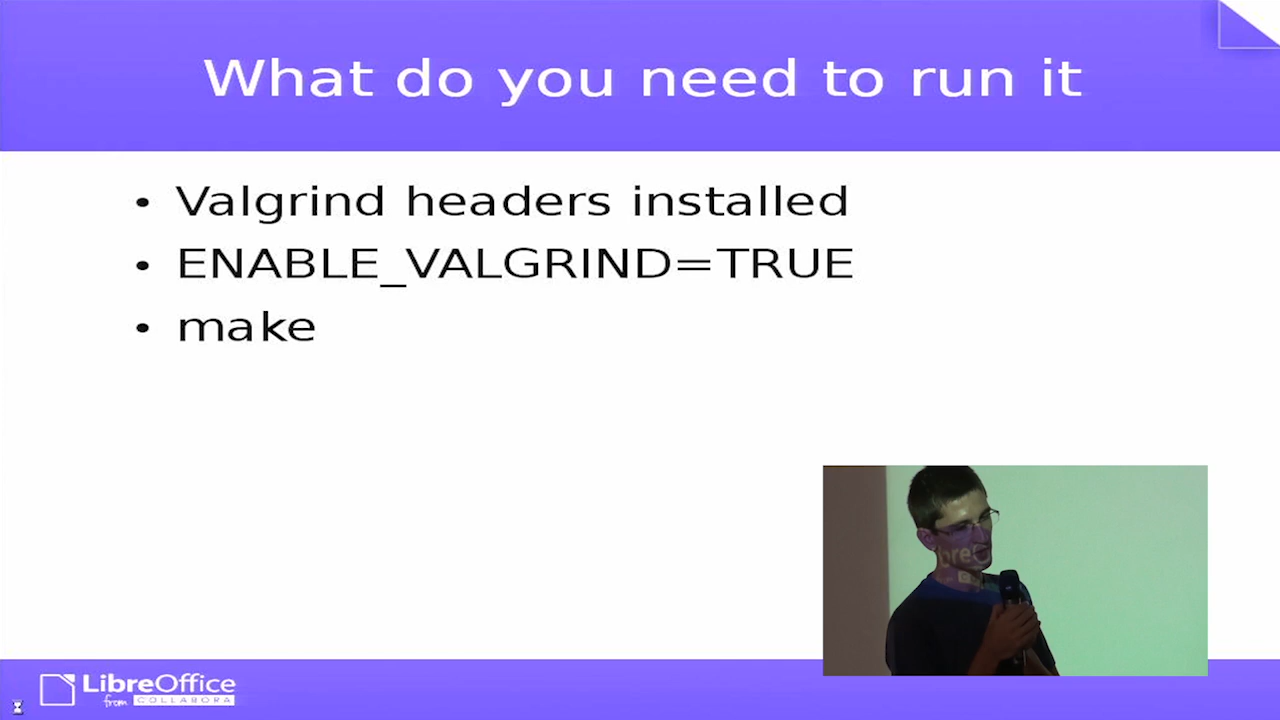 What do you need to run it
• Valgrind headers installed
• ENABLE_VALGRIND=TRUE
• make
LibreOffice
from COLLABORA